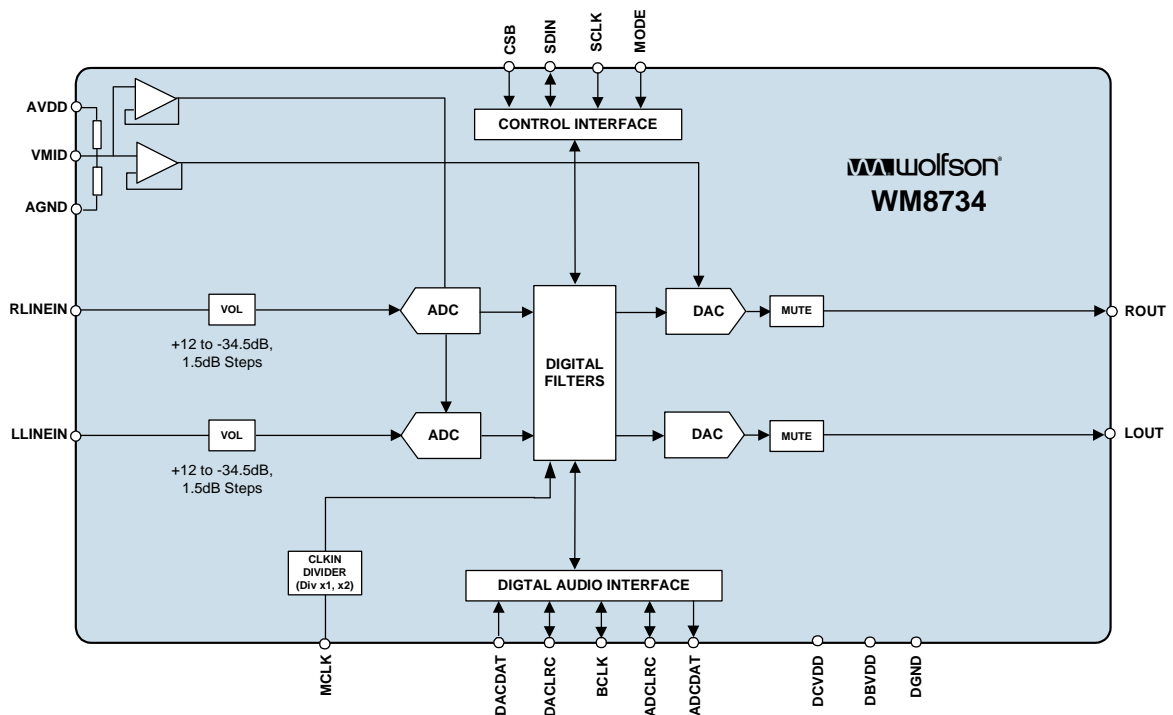 CSB
SDIN
SCLK
MODE
AVDD
VMID
AGND
CONTROL INTERFACE
wolfson®
WM8734
RLINEIN
VOL
+12 to -34.5dB,
1.5dB Steps
ADC
DIGITAL
FILTERS
DAC
MUTE
ROUT
LLINEIN
VOL
+12 to -34.5dB,
1.5dB Steps
ADC
DAC
MUTE
LOUT
CLKIN
DIVIDER
(Div x1, x2)
DIGTAL AUDIO INTERFACE
MCLK
DACDAT
DACLRC
BCLK
ADCLRC
ADCDAT
DCVDD
DBVDD
DGND